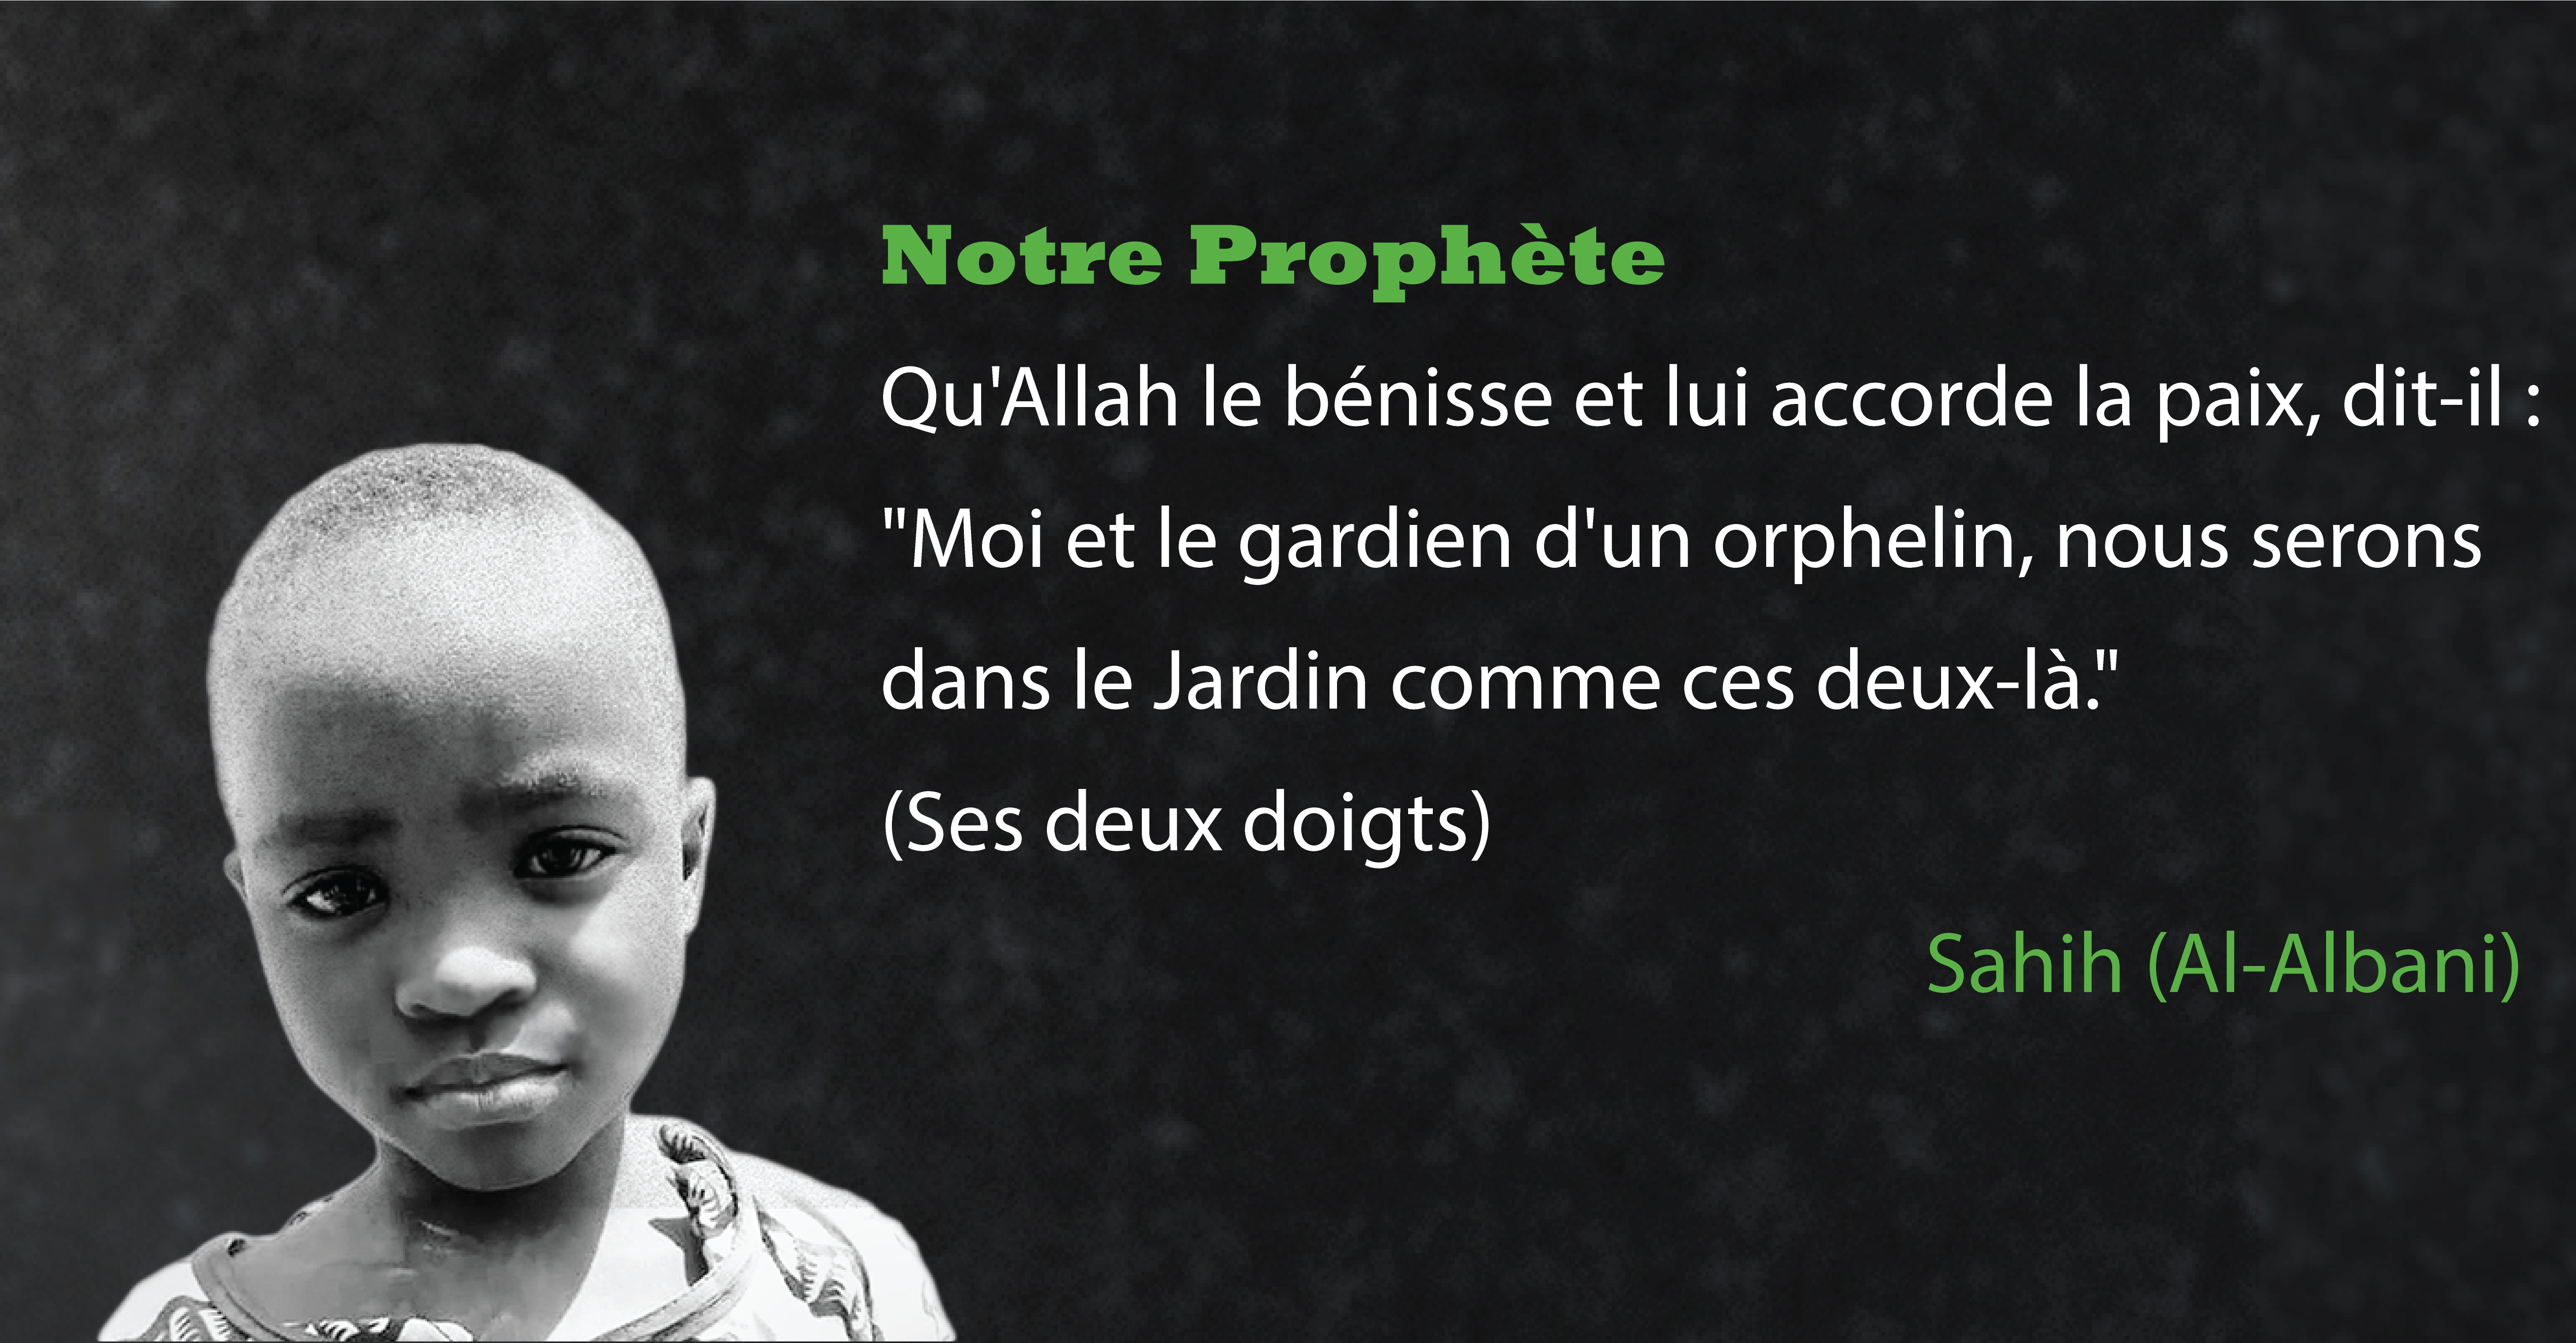 Notre Prophète
Qu'Allah le bénisse et lui accorde la paix, dit-il :
"Moi et le gardien d'un orphelin, nous serons
dans le Jardin comme ces deux-là."
(Ses deux doigts)
Sahih (Al-Albani)